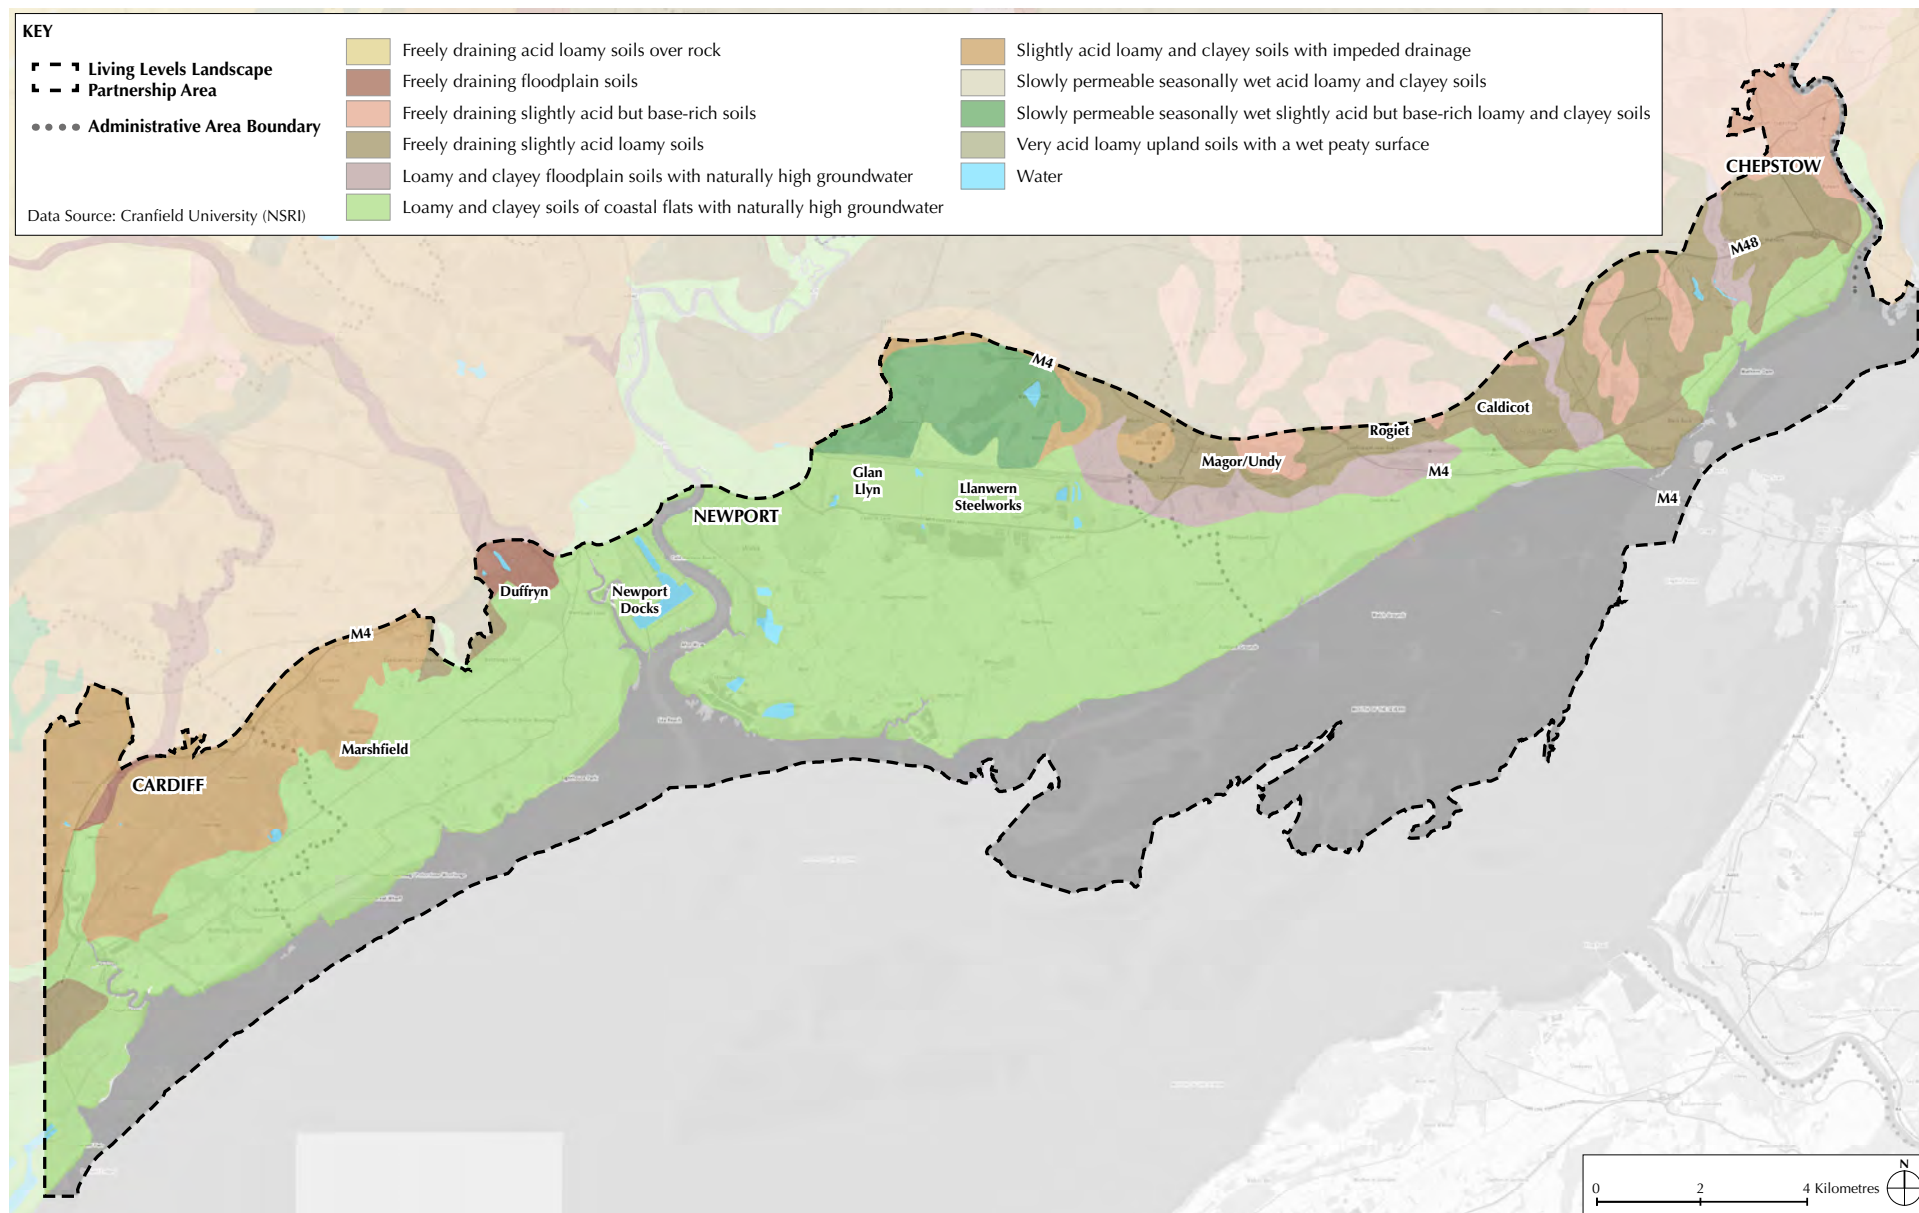 KEY
Living Levels Landscape
Partnership Area
Administrative Area Boundary
Data Source: Cranfield University (NSRI)
Freely draining acid loamy soils over rock
Freely draining floodplain soils
Freely draining slightly acid but base-rich soils
Freely draining slightly acid loamy soils
Loamy and clayey floodplain soils with naturally high groundwater
Loamy and clayey soils of coastal flats with naturally high groundwater
Slightly acid loamy and clayey soils with impeded drainage
Slowly permeable seasonally wet acid loamy and clayey soils
Slowly permeable seasonally wet slightly acid but base-rich loamy and clayey soils
Very acid loamy upland soils with a wet peaty surface
Water
CHEPSTOW
M48
M4
Caldicot
Rogiet
Magor/Undy
M4
M4
Glan
Llyn
Llanwern
Steelworks
NEWPORT
Duffryn
Newport
Docks
M4
Marshfield
CARDIFF
N
0 2 4 Kilometres